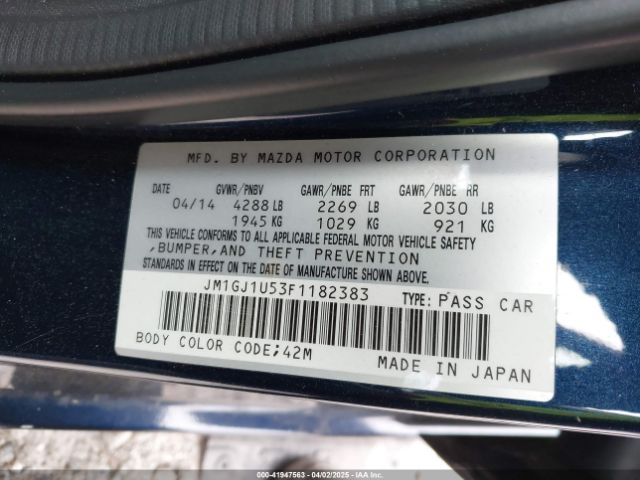 MFD. BY MAZDA MOTOR CORPORATION
DATE GVWR/PNBV GAWR/PNBE FRT GAWR/PNBE RR
04/14 4288 LB 2269 LB 2030 LB
1945 KG 1029 KG 921 KG
THIS VEHICLE CONFORMS TO ALL APPLICABLE FEDERAL MOTOR VEHICLE SAFETY
,BUMPER,AND THEFT PREVENTION
STANDARDS IN EFFECT ON THE DATE OF MANUFACTURE SHOWN ABOVE.
JM1GJ1U53F1182383 TYPE: PASS CAR
BODY COLOR CODE;42M MADE IN JAPAN
000-41947563 - 04/02/2025 - IAAI.COM